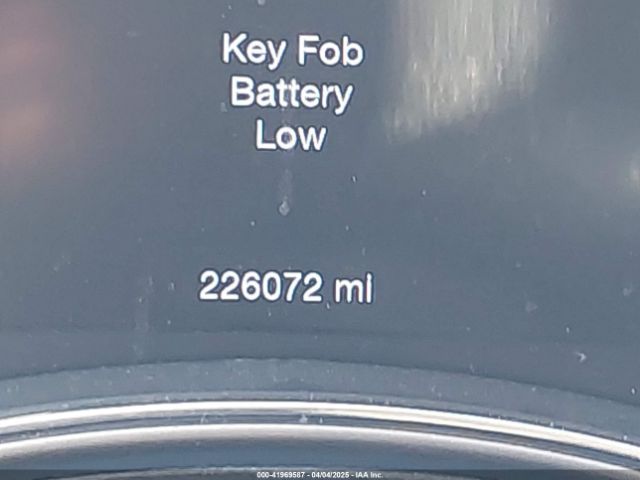 Key Fob
Battery
Low
226072 mi
000-41969587 - 04/04/2025 - IAA Inc.